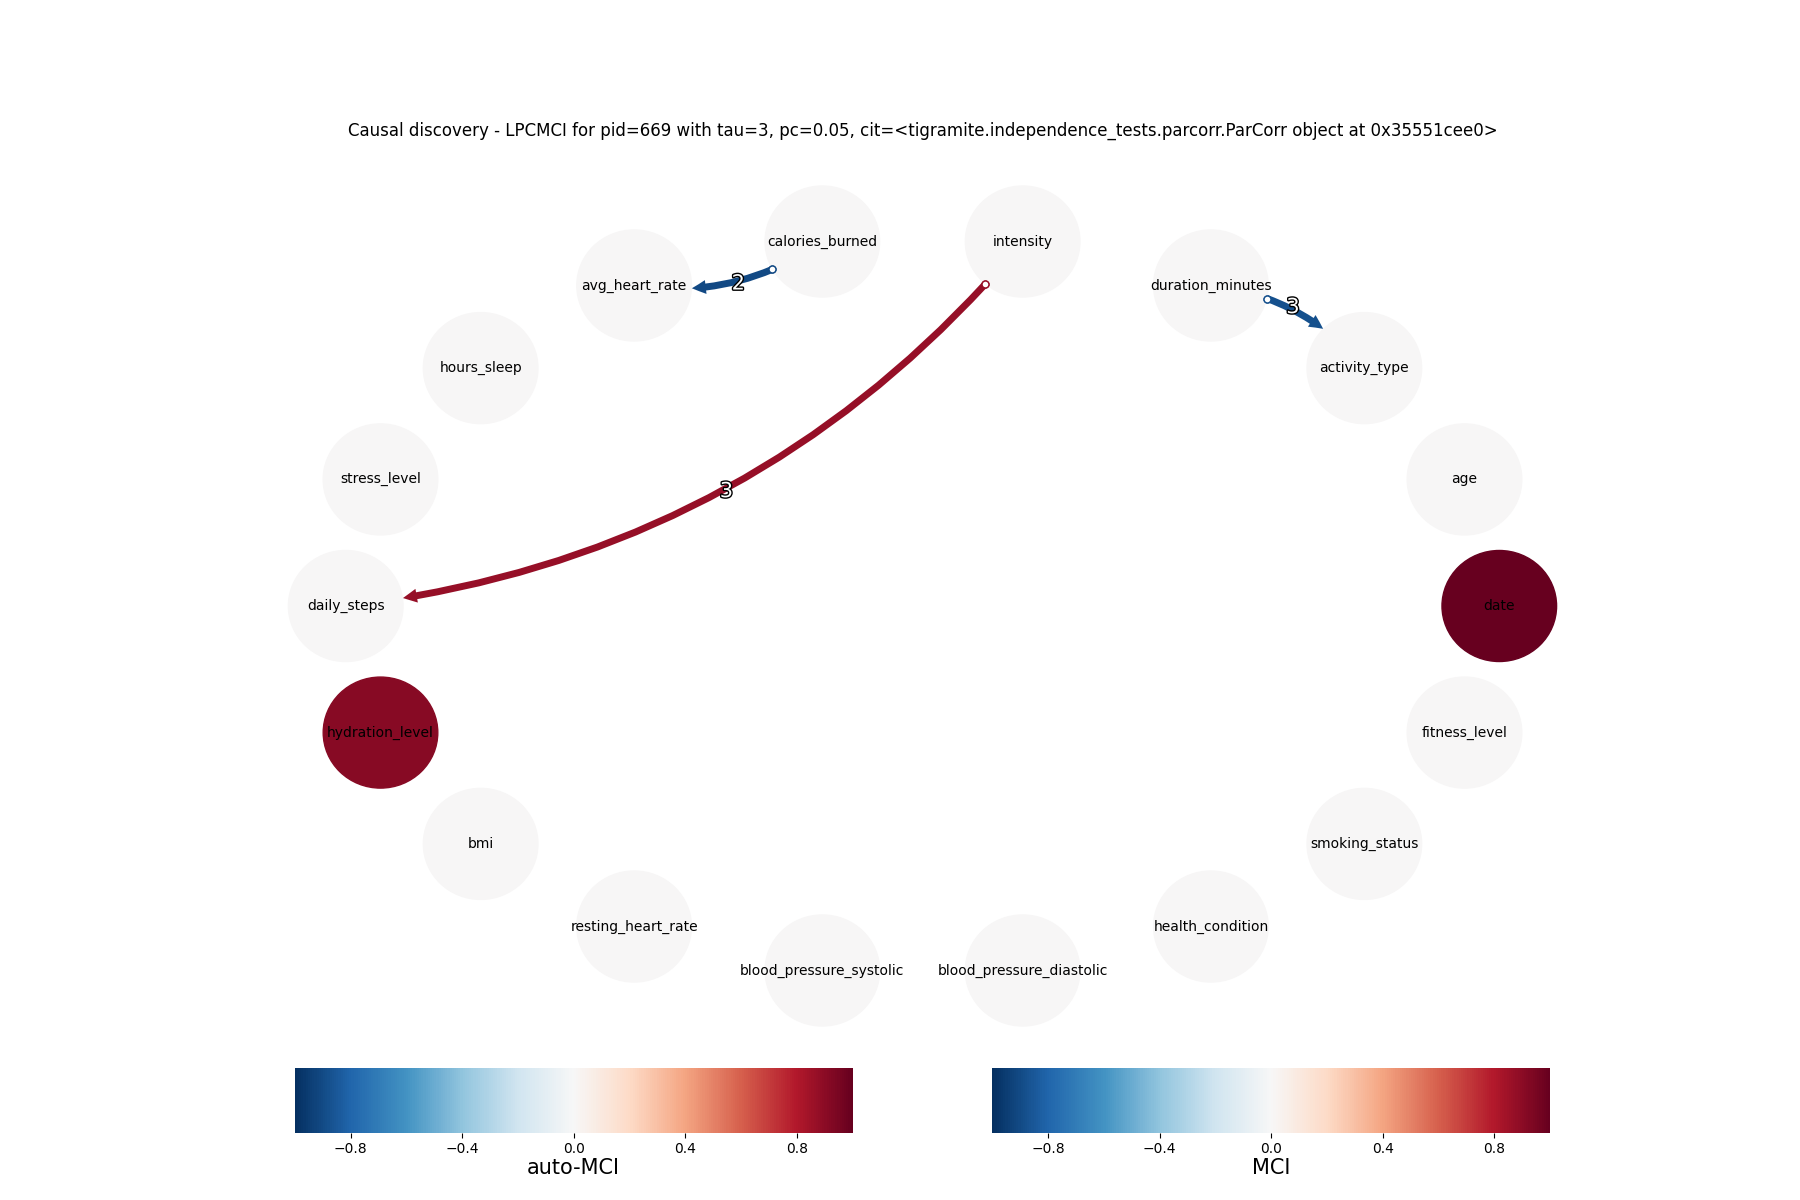 Causal discovery - LPCMCI for pid=669 with tau=3, pc=0.05, cit=<tigramite.independence_tests.parcorr.ParCorr object at 0x35551cee0>
calories_burned
intensity
avg_heart_rate
duration_minutes
2
3
hours_sleep
activity_type
stress_level
age
3
daily_steps
date
hydration_level
fitness_level
bmi
smoking_status
resting_heart_rate
health_condition
blood_pressure_systolic
blood_pressure_diastolic
−0.8 −0.4 0.0 0.4 0.8
auto-MCI
−0.8 −0.4 0.0 0.4 0.8
MCI